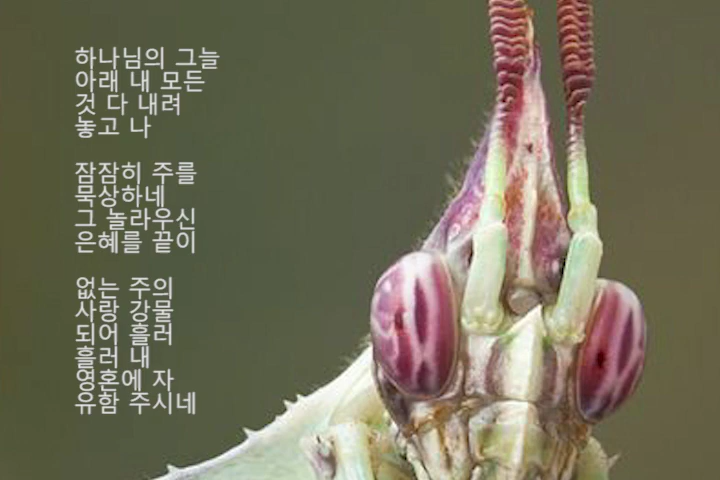 하나님의 그늘
아래 내 모든
것 다 내려
놓고 나
잠잠히 주를
묵상하네
그 놀라우신
은혜를 끝이
없는 주의
사랑 강물
되어 흘러
흘러 내
영혼에 자
유함 주시네